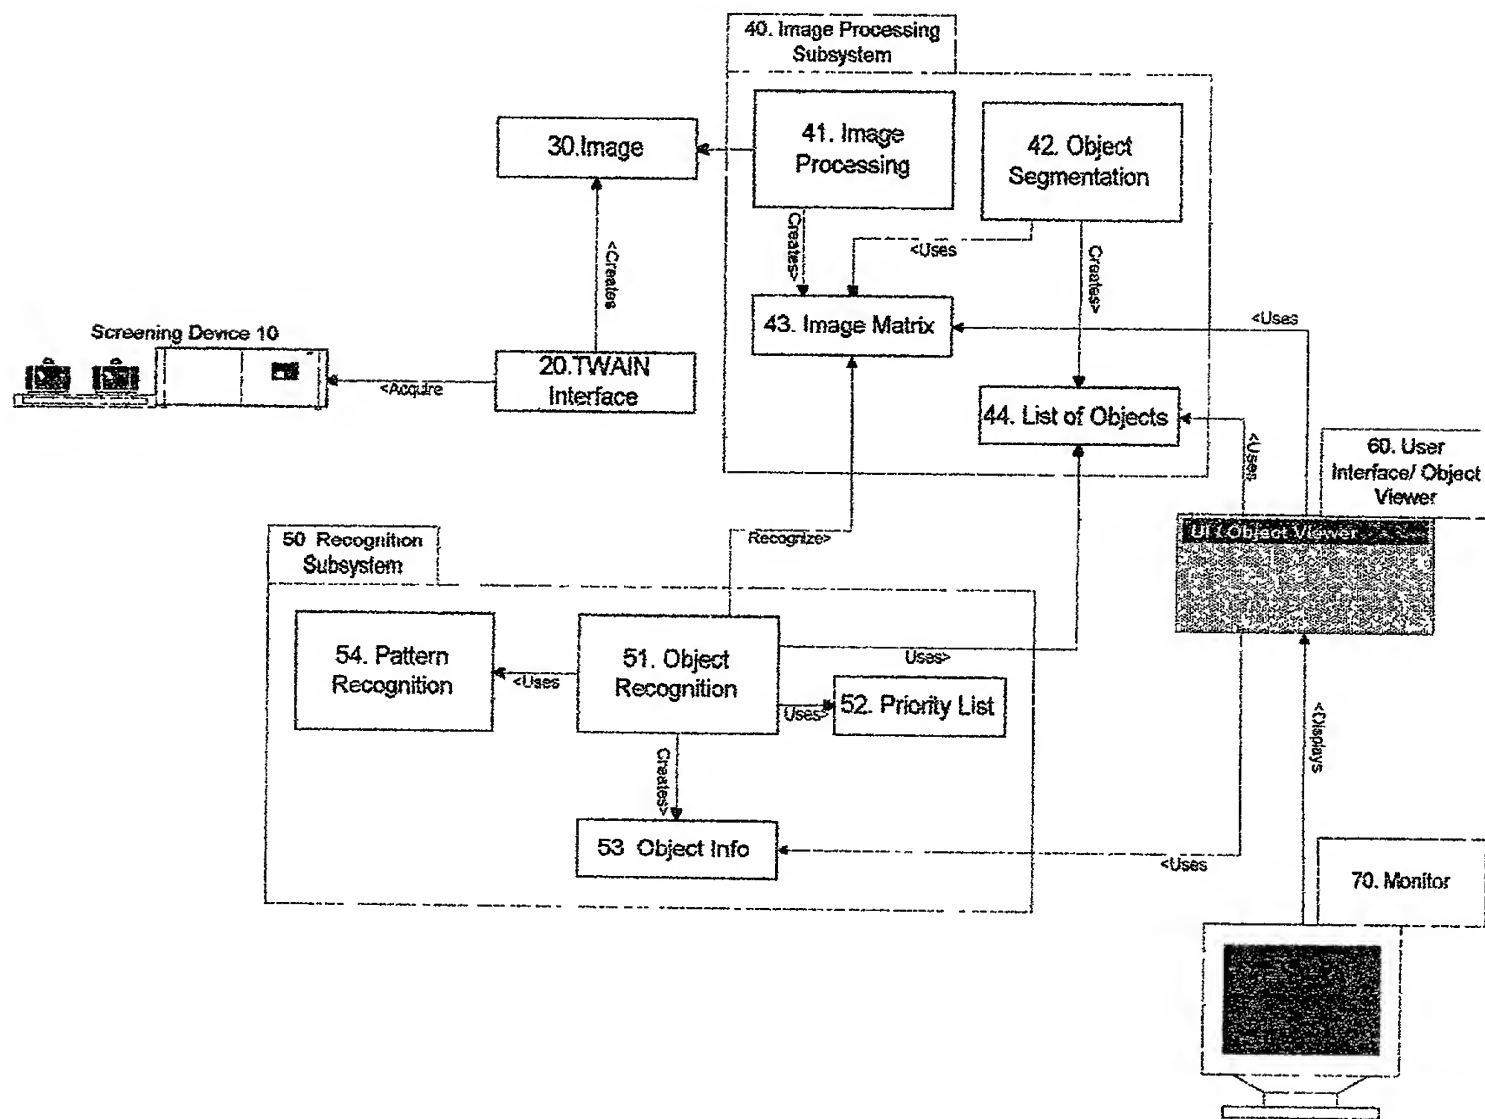 40. Image Processing
Subsystem
41. Image
Processing
42. Object
Segmentation
30.Image
Creates>
<Uses
Creates>
<Creates
43. Image Matrix
<Uses
Screening Device 10
20.TWAIN
Interface
<Acquire
44. List of Objects
<Uses
60. User
Interface/ Object
Viewer
50 Recognition
Subsystem
Recognize>
Object Viewer
54. Pattern
Recognition
<Uses
51. Object
Recognition
Uses>
Uses>
52. Priority List
<Displays
Creates>
53 Object Info
<Uses
70. Monitor